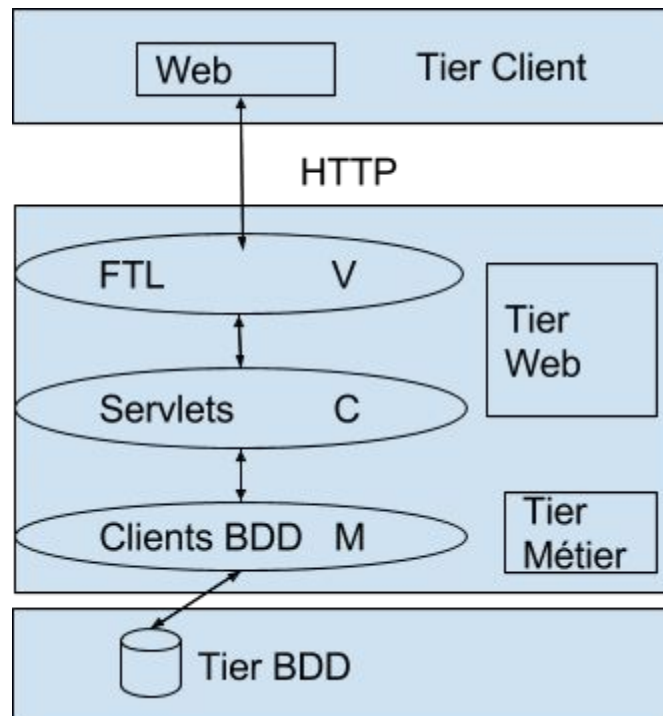 Web
Tier Client
HTTP
FTL V
Tier
Web
Servlets C
Clients BDD M
Tier
Métier
Tier BDD